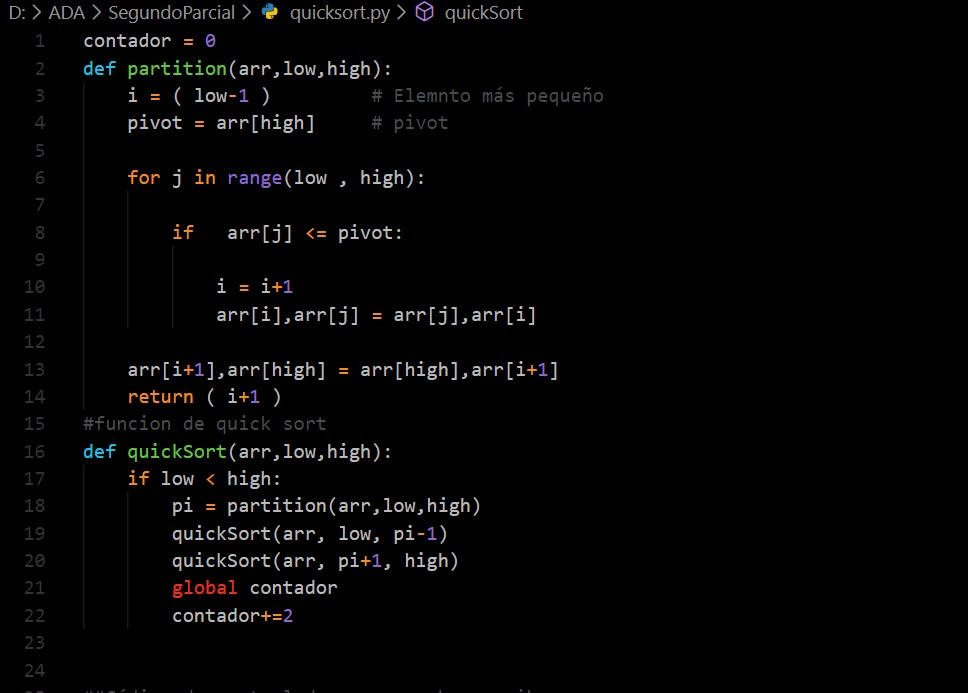 D: > ADA > SegundoParcial > quicksort.py > quickSort
1 contador = 0
2 def partition(arr,low,high):
3 i = ( low-1 ) # Elemnto más pequeño
4 pivot = arr[high] # pivot
5
6 for j in range(low , high):
7
8 if arr[j] <= pivot:
9
10 i = i+1
11 arr[i],arr[j] = arr[j],arr[i]
12
13 arr[i+1],arr[high] = arr[high],arr[i+1]
14 return ( i+1 )
15 #funcion de quick sort
16 def quickSort(arr,low,high):
17 if low < high:
18 pi = partition(arr,low,high)
19 quickSort(arr, low, pi-1)
20 quickSort(arr, pi+1, high)
21 global contador
22 contador+=2
23
24